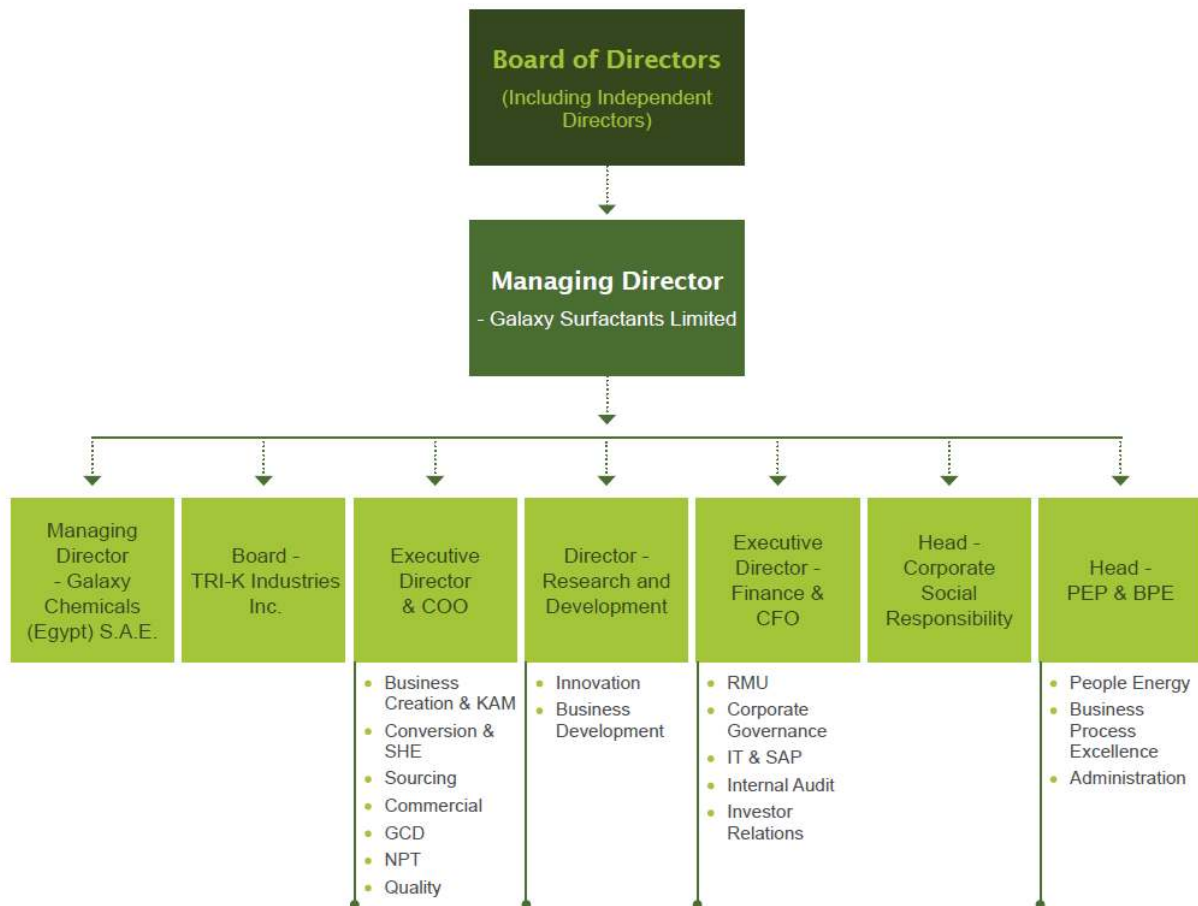 Board of Directors
(Including Independent
Directors)
Managing Director
- Galaxy Surfactants Limited
Managing
Director
- Galaxy
Chemicals
(Egypt) S.A.E.
Board -
TRI-K Industries
Inc.
Executive
Director
& COO
Director -
Research and
Development
Executive
Director -
Finance &
CFO
Head -
Corporate
Social
Responsibility
Head -
PEP & BPE
Business
Creation & KAM
Conversion &
SHE
Sourcing
Commercial
GCD
NPT
Quality
Innovation
Business
Development
RMU
Corporate
Governance
IT & SAP
Internal Audit
Investor
Relations
People Energy
Business
Process
Excellence
Administration